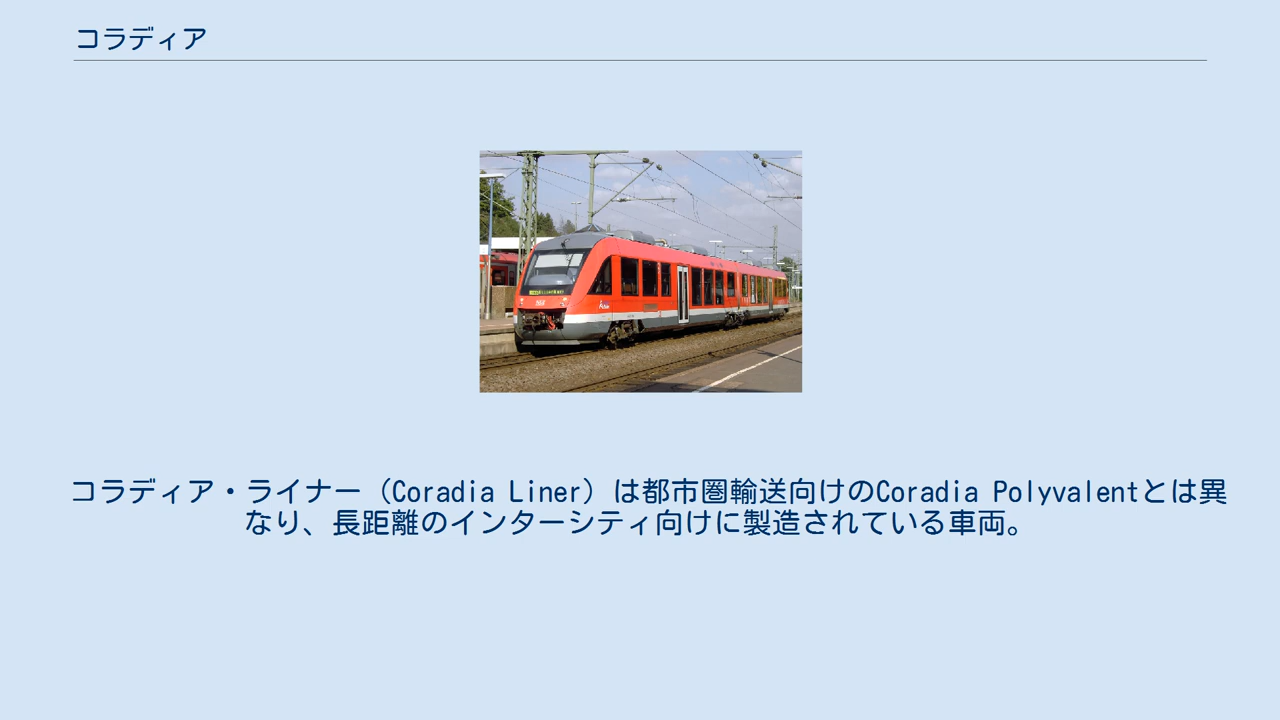 コラディア
コラディア・ライナー（Coradia Liner）は都市圏輸送向けのCoradia Polyvalentとは異
なり、長距離のインターシティ向けに製造されている車両。